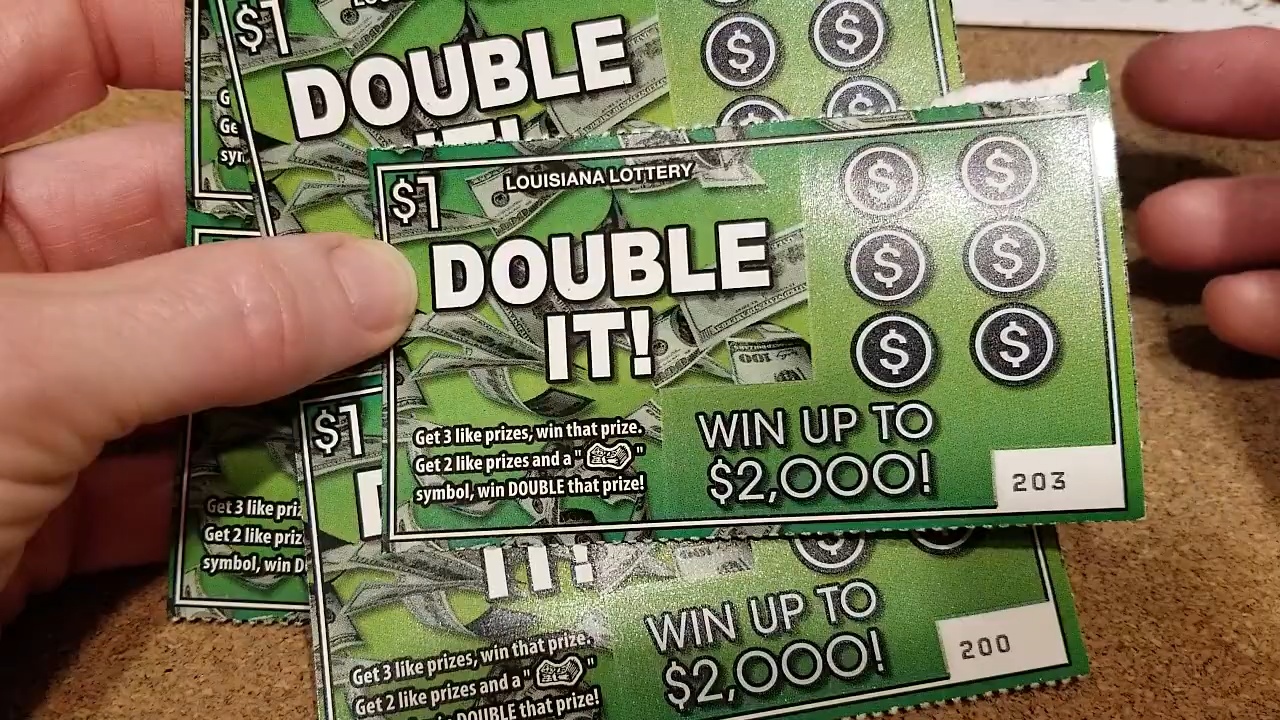 $1
DOUBLE
$1
LOUISIANA LOTTERY
DOUBLE
IT!
Get 3 like prizes, win that prize.
Get 2 like prizes and a " "
symbol, win DOUBLE that prize!
WIN UP TO
$2,000!
203
$
$
$
$
$
$
$
$
$1
Get 3 like
Get 2 like
symbol, win
IT!
Get 3 like prizes, win that prize.
Get 2 like prizes and a " "
DOUBLE that prize!
WIN UP TO
$2,000!
200